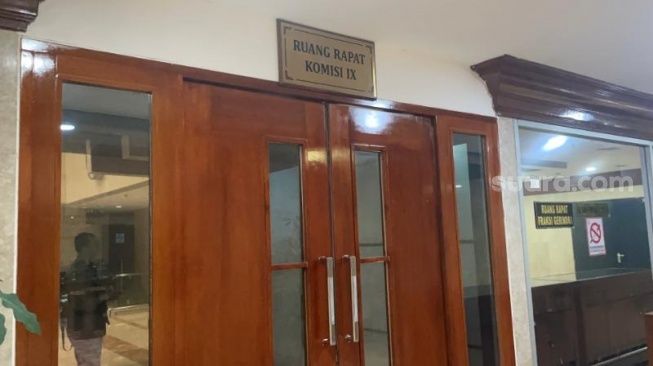 RUANG RAPAT
KOMISI IX
suara.com
RUANG RAPAT
FRAKSI GERINDRA